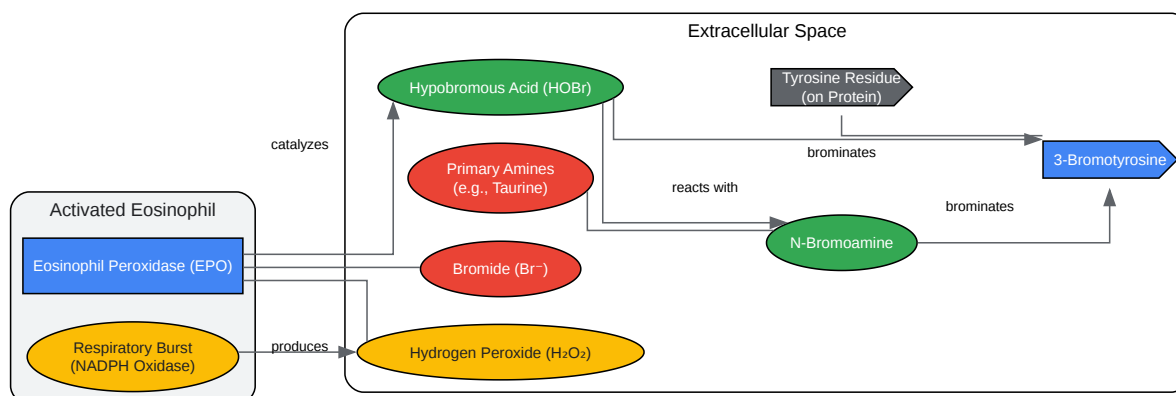 Extracellular Space
Hypobromous Acid (HOBr)
Tyrosine Residue
(on Protein)
catalyzes
brominates
3-Bromotyrosine
Primary Amines
(e.g., Taurine)
reacts with
brominates
Activated Eosinophil
N-Bromoamine
Eosinophil Peroxidase (EPO)
Bromide (Br⁻)
Respiratory Burst
(NADPH Oxidase)
produces
Hydrogen Peroxide (H₂O₂)